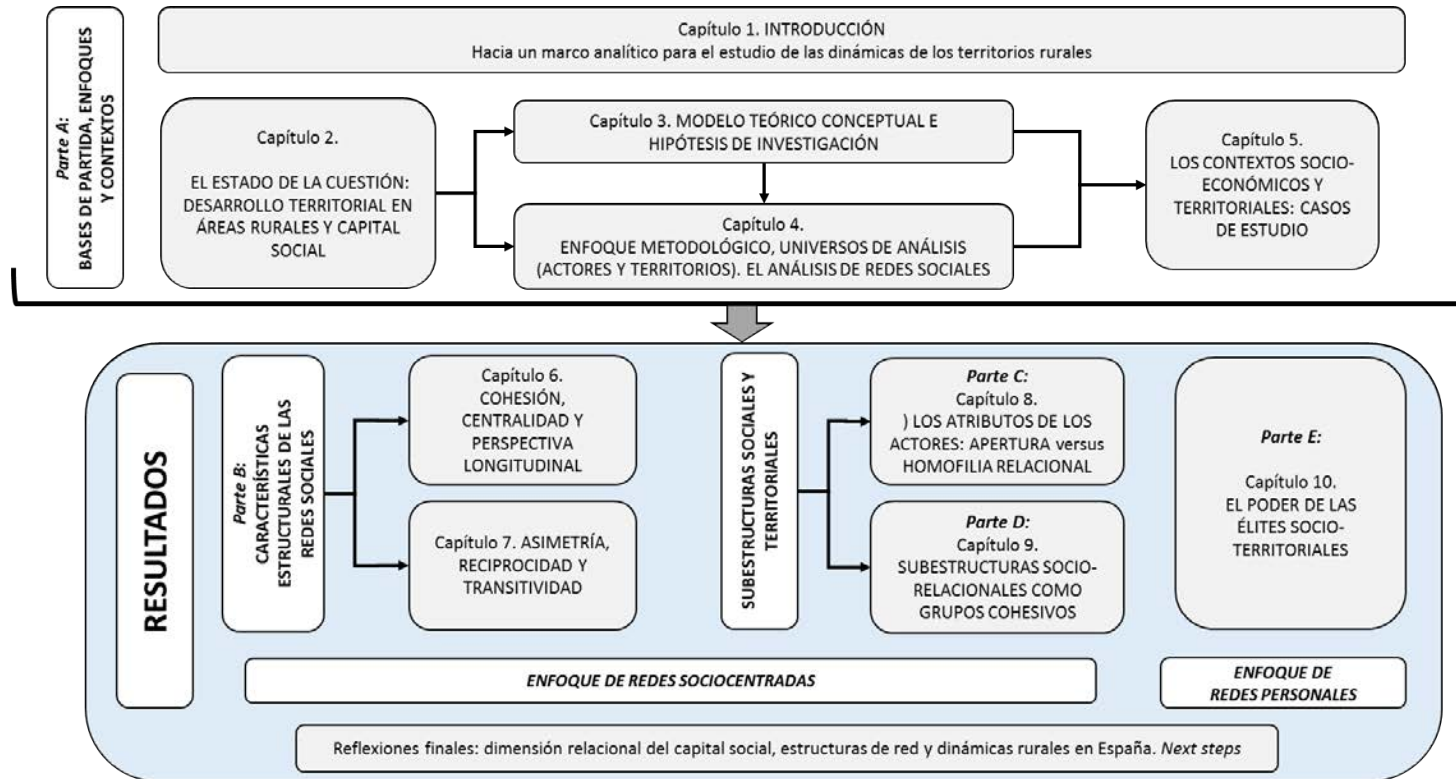 Parte A:
BASES DE PARTIDA, ENFOQUES
Y CONTEXTOS
Capítulo 1. INTRODUCCIÓN
Hacia un marco analítico para el estudio de las dinámicas de los territorios rurales
Capítulo 2.
EL ESTADO DE LA CUESTIÓN:
DESARROLLO TERRITORIAL EN
ÁREAS RURALES Y CAPITAL
SOCIAL
Capítulo 3. MODELO TEÓRICO CONCEPTUAL E
HIPÓTESIS DE INVESTIGACIÓN
Capítulo 4.
ENFOQUE METODOLÓGICO, UNIVERSOS DE ANÁLISIS
(ACTORES Y TERRITORIOS). EL ANÁLISIS DE REDES SOCIALES
Capítulo 5.
LOS CONTEXTOS SOCIO-
ECONÓMICOS Y
TERRITORIALES: CASOS
DE ESTUDIO
RESULTADOS
Parte B:
CARACTERÍSTICAS
ESTRUCTURALES DE LAS
REDES SOCIALES
Capítulo 6.
COHESIÓN,
CENTRALIDAD Y
PERSPECTIVA
LONGITUDINAL
Capítulo 7. ASIMETRÍA,
RECIPROCIDAD Y
TRANSITIVIDAD
SUBESTRUCTURAS SOCIALES Y
TERRITORIALES
Parte C:
Capítulo 8.
) LOS ATRIBUTOS DE LOS
ACTORES: APERTURA versus
HOMOFILIA RELACIONAL
Parte D:
Capítulo 9.
SUBESTRUCTURAS SOCIO-
RELACIONALES COMO
GRUPOS COHESIVOS
Parte E:
Capítulo 10.
EL PODER DE LAS
ÉLITES SOCIO-
TERRITORIALES
ENFOQUE DE REDES SOCIOCENTRADAS
ENFOQUE DE
REDES PERSONALES
Reflexiones finales: dimensión relacional del capital social, estructuras de red y dinámicas rurales en España. Next steps